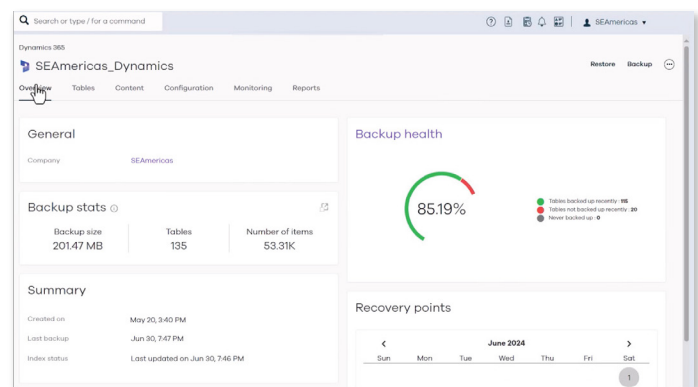 Search or type / for a command
SEAmericas
Dynamics 365
SEAmericas_Dynamics
Restore Backup
Overview Tables Content Configuration Monitoring Reports
General
Company SEAmericas
Backup stats
Backup size Tables Number of items
201.47 MB 135 53.31K
Summary
Created on May 20, 3:40 PM
Last backup Jun 30, 7:47 PM
Index status Last updated on Jun 30, 7:46 PM
Backup health
85.19%
Tables backed up recently : 115
Tables not backed up recently : 20
Never backed up : 0
Recovery points
< June 2024 >
Sun Mon Tue Wed Thu Fri Sat
1